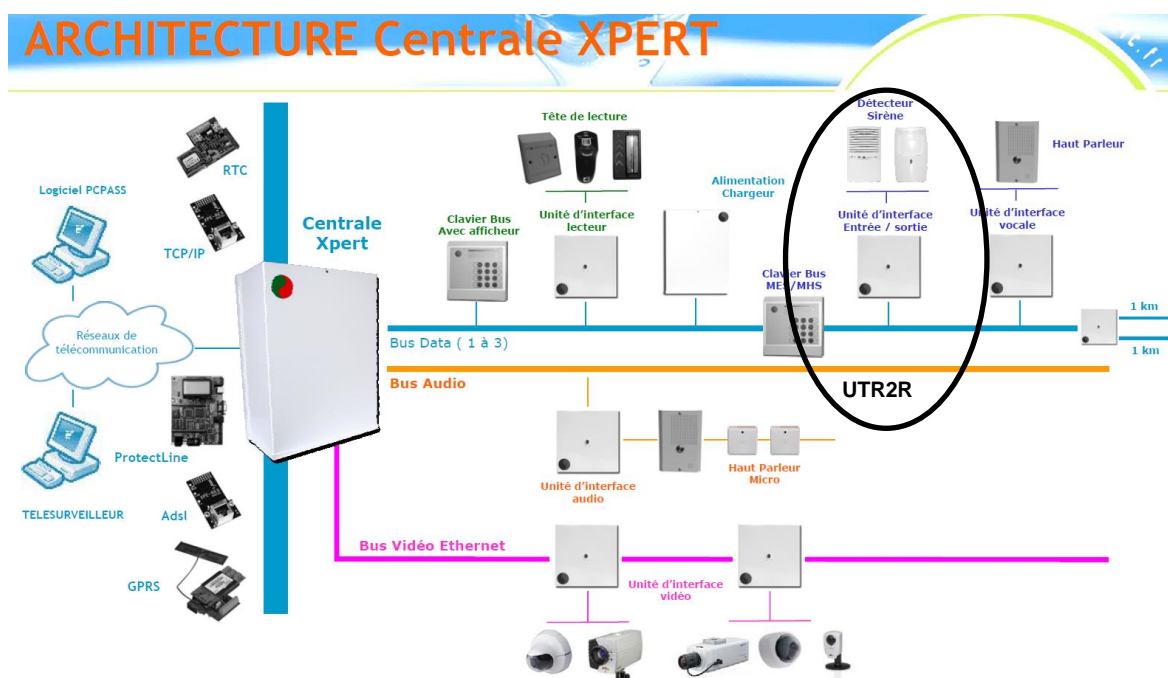 ARCHITECTURE Centrale XPERT
c.fr
Logiciel PCPASS
RTC
TCP/IP
Réseaux de
télécommunication
ProtectLine
TELESURVEILLEUR
Adsl
GPRS
Centrale
Xpert
Tête de lecture
Clavier Bus
Avec afficheur
Unité d'interface
lecteur
Alimentation
Chargeur
Clavier Bus
MES/MHS
Détecteur
Sirène
Unité d'interface
Entrée / sortie
Haut Parleur
Unité d'interface
vocale
1 km
1 km
Bus Data ( 1 à 3)
Bus Audio
UTR2R
Unité d'interface
audio
Haut Parleur
Micro
Bus Vidéo Ethernet
Unité d'interface
vidéo